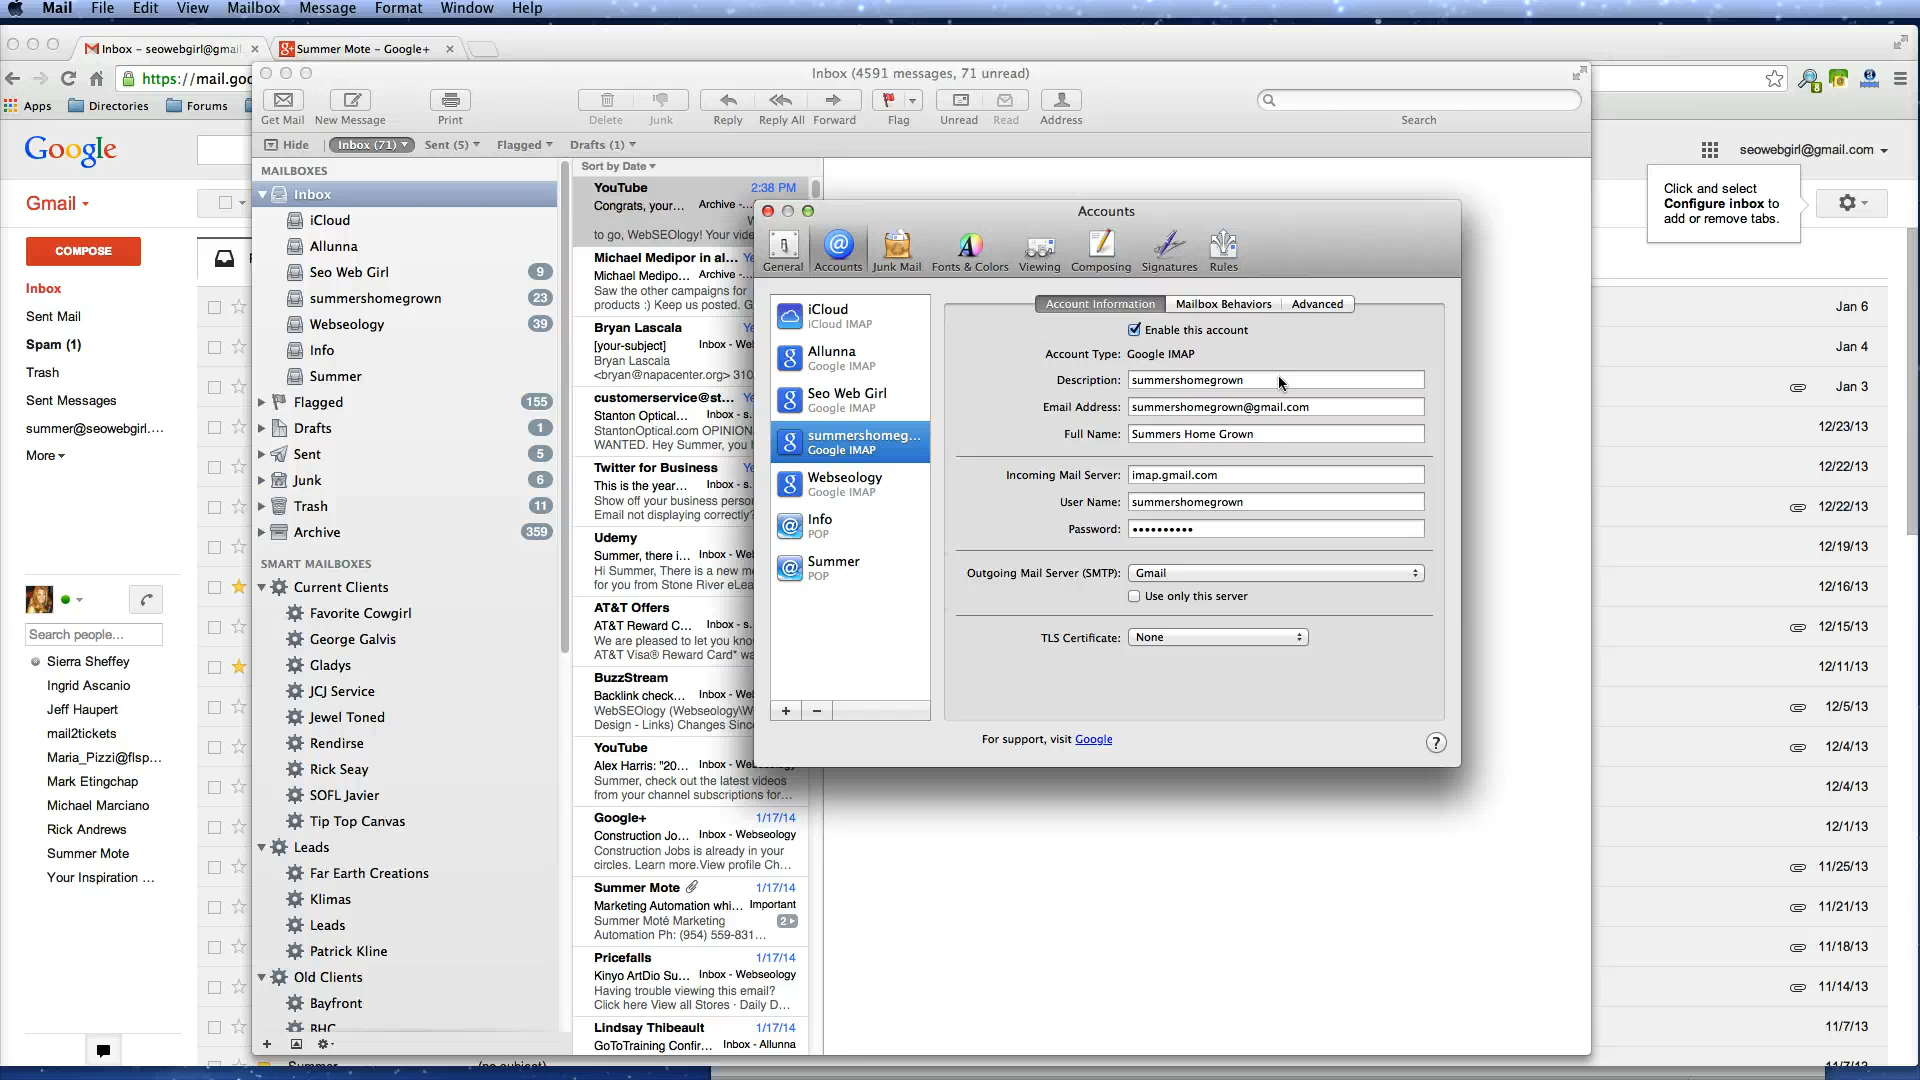 Mail File Edit View Mailbox Message Format Window Help
Inbox – seowebgirl@gmail
Summer Mote – Google+
https://mail.goo
Apps Directories Forums
Inbox (4591 messages, 71 unread)
Get Mail New Message Print Delete Junk Reply Reply All Forward Flag Unread Read Address Search
Hide Inbox (71) Sent (5) Flagged Drafts (1)
Google
seowebgirl@gmail.com
Click and select
Configure inbox to
add or remove tabs.
Gmail
COMPOSE
Inbox
Sent Mail
Spam (1)
Trash
Sent Messages
summer@seowebgirl....
More
Search people...
Sierra Sheffey
Ingrid Ascanio
Jeff Haupert
mail2tickets
Maria_Pizzi@flsp...
Mark Etingchap
Michael Marciano
Rick Andrews
Summer Mote
Your Inspiration ...
MAILBOXES
Inbox
iCloud
Allunna
Seo Web Girl 9
summershomegrown 23
Webseology 39
Info
Summer
Flagged 155
Drafts 1
Sent 5
Junk 6
Trash 11
Archive 359
SMART MAILBOXES
Current Clients
Favorite Cowgirl
George Galvis
Gladys
JCJ Service
Jewel Toned
Rendirse
Rick Seay
SOFL Javier
Tip Top Canvas
Leads
Far Earth Creations
Klimas
Leads
Patrick Kline
Old Clients
Bayfront
BHC
Sort by Date
YouTube 2:38 PM
Congrats, your... Archive -...
to go, WebSEOlogy! Your vide
Michael Medipor in al... Ye
Michael Medipo... Archive -...
Saw the other campaigns for
products :) Keep us posted. G
Bryan Lascala Ye
[your-subject] Inbox - We
Bryan Lascala
<bryan@napacenter.org> 310
customerservice@st... Ye
Stanton Optical... Inbox - s
StantonOptical.com OPINION
WANTED. Hey Summer, you h
Twitter for Business Ye
This is the year... Inbox - s.
Show off your business perso
Email not displaying correctly?
Udemy
Summer, there i... Inbox - Wel
Hi Summer, There is a new me
for you from Stone River eLea
AT&T Offers
AT&T Reward C... Inbox - s.
We are pleased to let you kno
AT&T Visa® Reward Card* wa
BuzzStream
Backlink check... Inbox - Wel
WebSEOlogy (Webseology\W
Design - Links) Changes Since
YouTube
Alex Harris: "20... Inbox - Webseology
Summer, check out the latest videos
from your channel subscriptions for...
Google+ 1/17/14
Construction Jo... Inbox - Webseology
Construction Jobs is already in your
circles. Learn more.View profile Ch...
Summer Mote 1/17/14
Marketing Automation whi... Important
Summer Moté Marketing 2
Automation Ph: (954) 559-831...
Pricefalls 1/17/14
Kinyo ArtDio Su... Inbox - Webseology
Having trouble viewing this email?
Click here View all Stores · Daily D...
Lindsay Thibeault 1/17/14
GoToTraining Confir... Inbox - Allunna
Accounts
General Accounts Junk Mail Fonts & Colors Viewing Composing Signatures Rules
iCloud
iCloud IMAP
Allunna
Google IMAP
Seo Web Girl
Google IMAP
summershomeg...
Google IMAP
Webseology
Google IMAP
Info
POP
Summer
POP
+ −
Account Information Mailbox Behaviors Advanced
Enable this account
Account Type: Google IMAP
Description: summershomegrown
Email Address: summershomegrown@gmail.com
Full Name: Summers Home Grown
Incoming Mail Server: imap.gmail.com
User Name: summershomegrown
Password: ••••••••••
Outgoing Mail Server (SMTP): Gmail
Use only this server
TLS Certificate: None
For support, visit Google
?
Jan 6
Jan 4
Jan 3
12/23/13
12/22/13
12/22/13
12/19/13
12/16/13
12/15/13
12/11/13
12/5/13
12/4/13
12/4/13
12/1/13
11/25/13
11/21/13
11/18/13
11/14/13
11/7/13